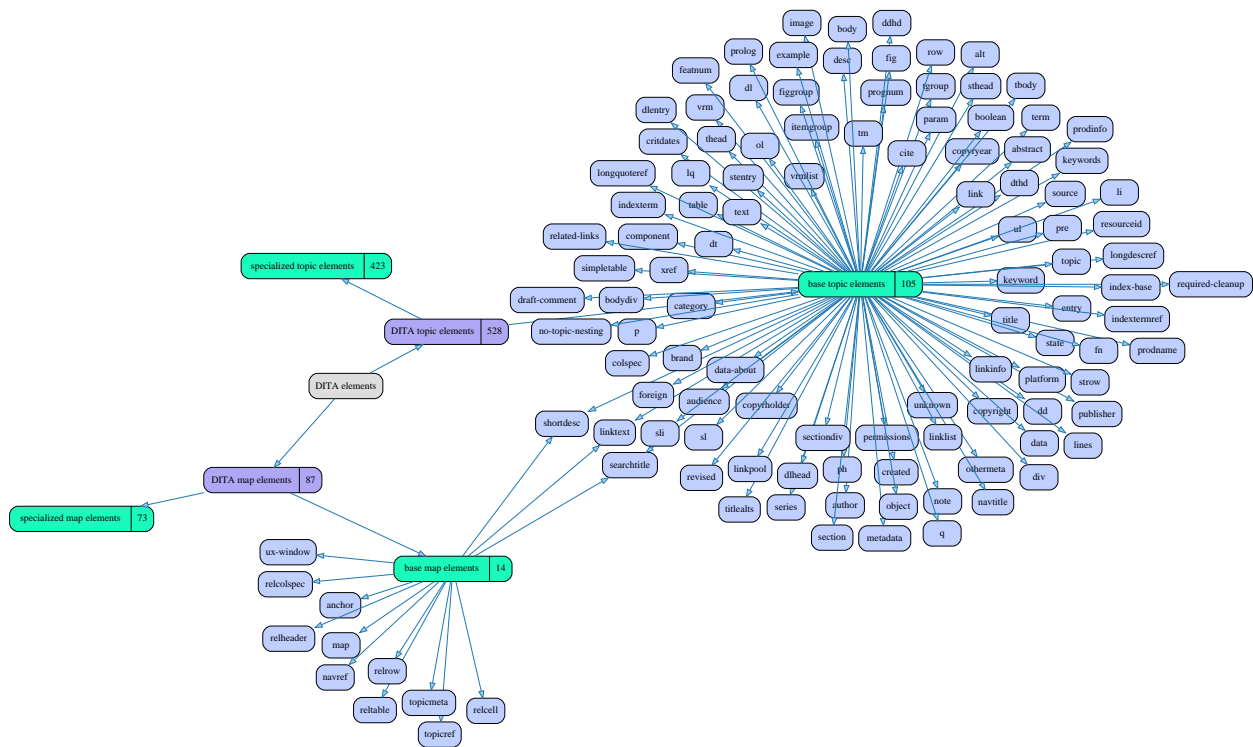 image
body
ddhd
prolog
example
desc
fig
row
alt
featnum
dl
figgroup
prognum
tgroup
sthead
tbody
dlentry
vrm
itemgroup
tm
param
boolean
term
prodinfo
critdates
thead
ol
cite
copyryear
abstract
keywords
longquoteref
lq
stentry
vrmlist
link
dthd
source
li
indexterm
table
text
ul
pre
resourceid
related-links
component
dt
topic
longdescref
specialized topic elements 423
simpletable
xref
base topic elements 105
keyword
index-base
required-cleanup
draft-comment
bodydiv
category
entry
indextermref
DITA topic elements 528
no-topic-nesting
p
title
state
fn
prodname
colspec
brand
data-about
linkinfo
platform
strow
DITA elements
foreign
audience
copyrholder
unknown
copyright
dd
publisher
shortdesc
linktext
sli
sl
sectiondiv
permissions
linklist
data
lines
searchtitle
revised
linkpool
dlhead
ph
created
othermeta
div
DITA map elements 87
titlealts
series
author
object
note
navtitle
specialized map elements 73
section
metadata
q
ux-window
base map elements 14
relcolspec
anchor
relheader
map
navref
relrow
reltable
topicmeta
relcell
topicref